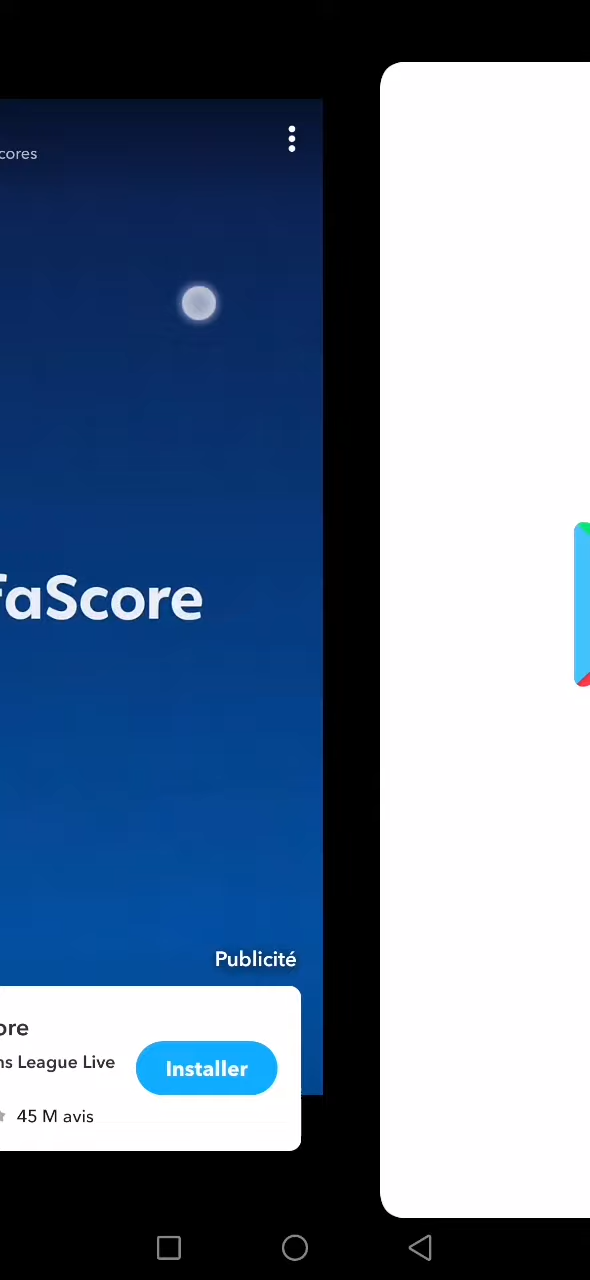 cores
faScore
Publicité
ore
ns League Live
Installer
45 M avis